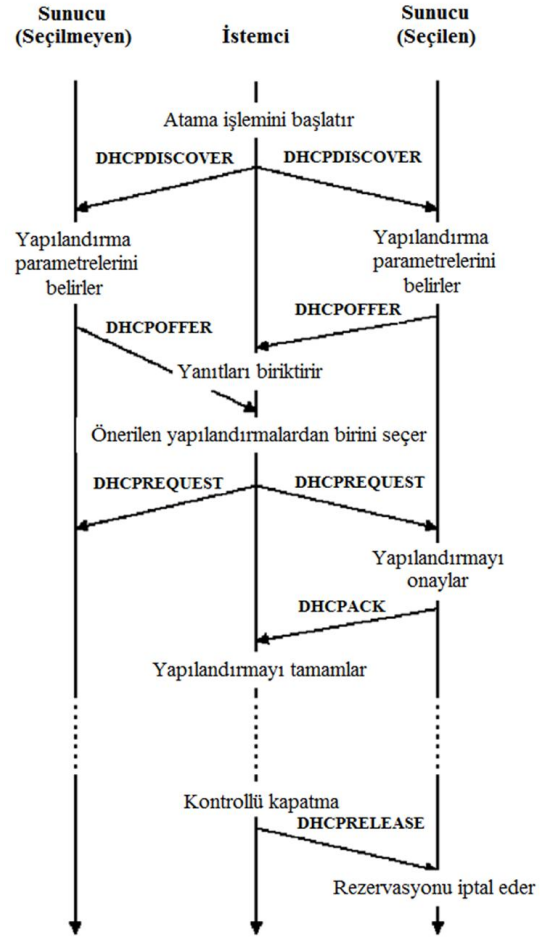 Sunucu
(Seçilmeyen)
İstemci
Sunucu
(Seçilen)
Atama işlemini başlatır
DHCPDISCOVER
DHCPDISCOVER
Yapılandırma
parametrelerini
belirler
Yapılandırma
parametrelerini
belirler
DHCPOFFER
DHCPOFFER
Yanıtları biriktirir
Önerilen yapılandırmalardan birini seçer
DHCPREQUEST
DHCPREQUEST
Yapılandırmayı
onaylar
DHCPACK
Yapılandırmayı tamamlar
Kontrollü kapatma
DHCPRELEASE
Rezervasyonu iptal eder